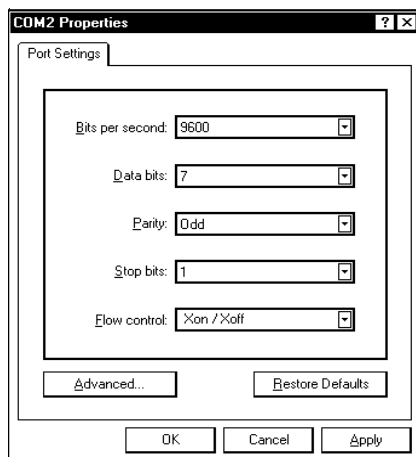 COM2 Properties ? ×
Port Settings
Bits per second: 9600
Data bits: 7
Parity: Odd
Stop bits: 1
Flow control: Xon / Xoff
Advanced... Restore Defaults
OK Cancel Apply